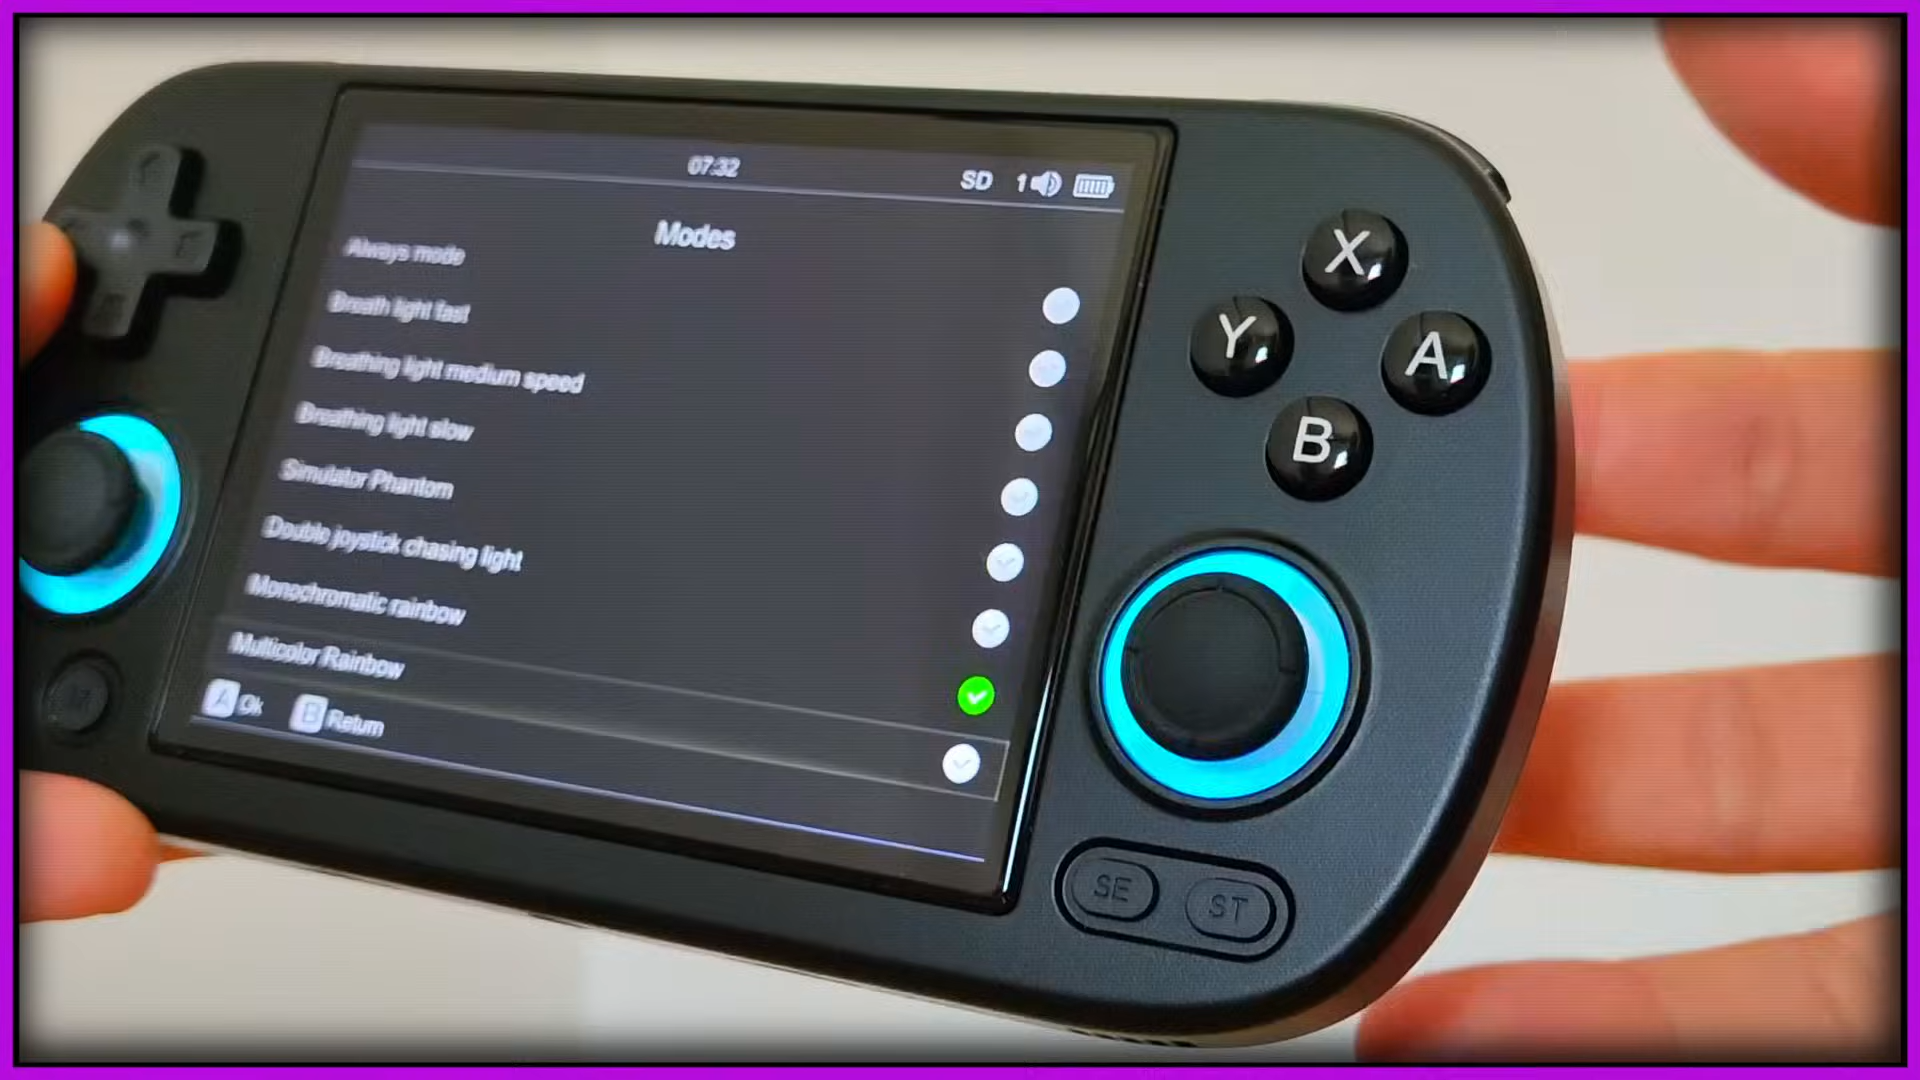 07:32
SD 1
Modes
Always mode
Breath light fast
Breathing light medium speed
Breathing light slow
Simulator Phantom
Double joystick chasing light
Monochromatic rainbow
Multicolor Rainbow
A Ok B Return
X
Y
A
B
SE ST